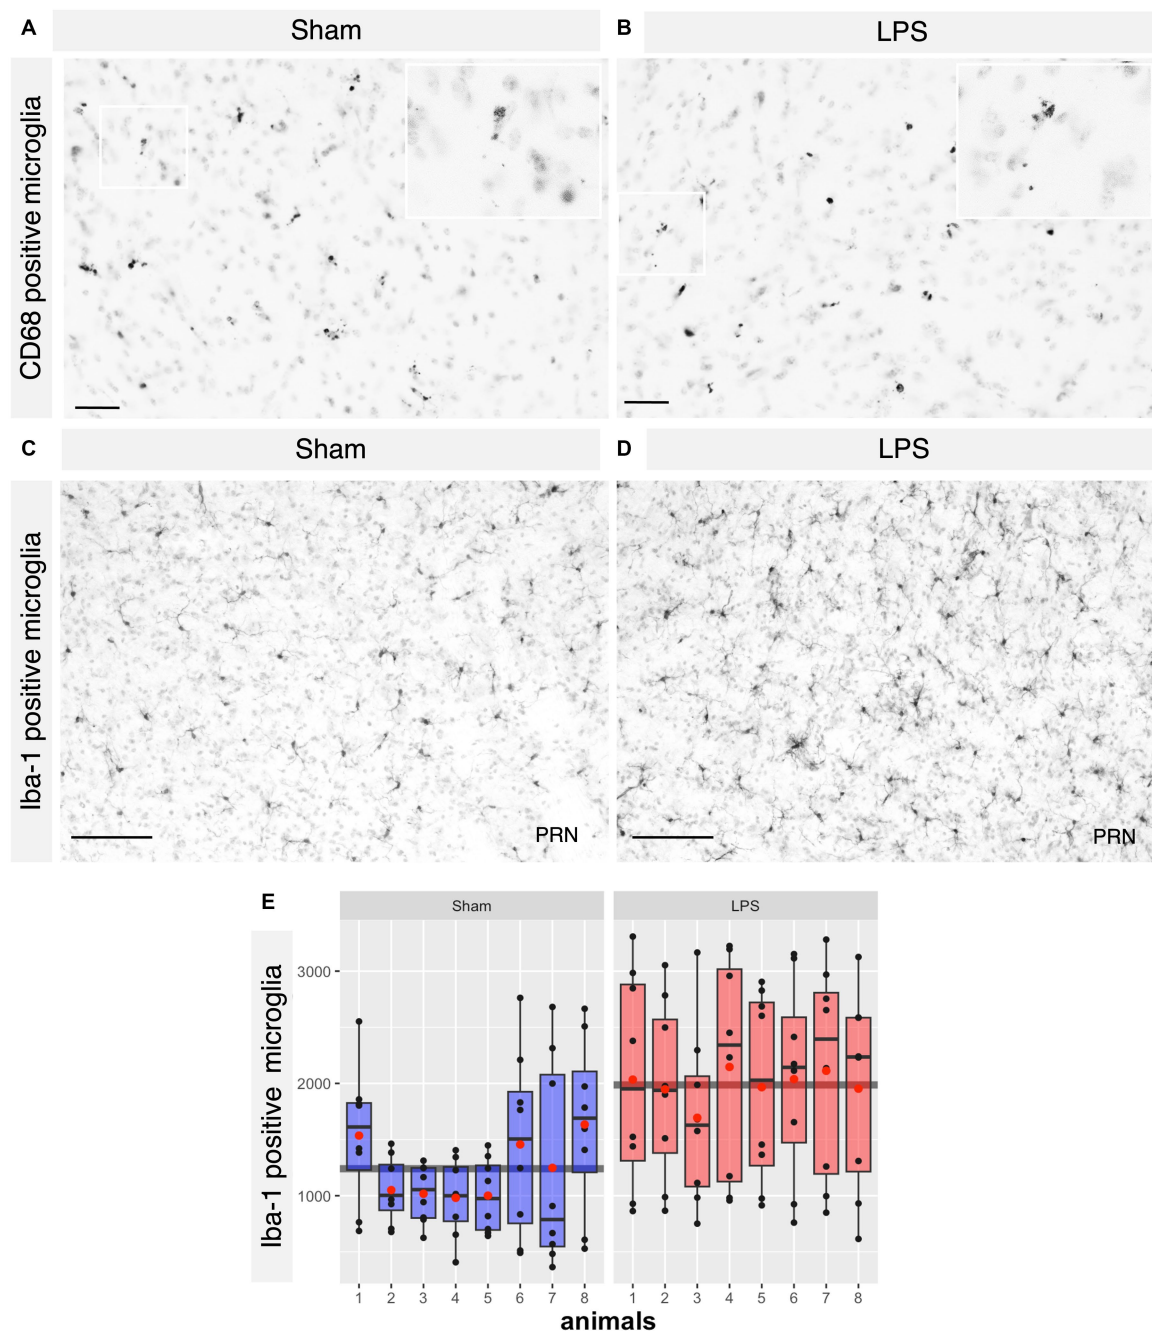 A
Sham
B
LPS
CD68 positive microglia
C
Sham
D
LPS
Iba-1 positive microglia
PRN
PRN
E
Sham
LPS
Iba-1 positive microglia
3000
2000
1000
1 2 3 4 5 6 7 8
1 2 3 4 5 6 7 8
animals